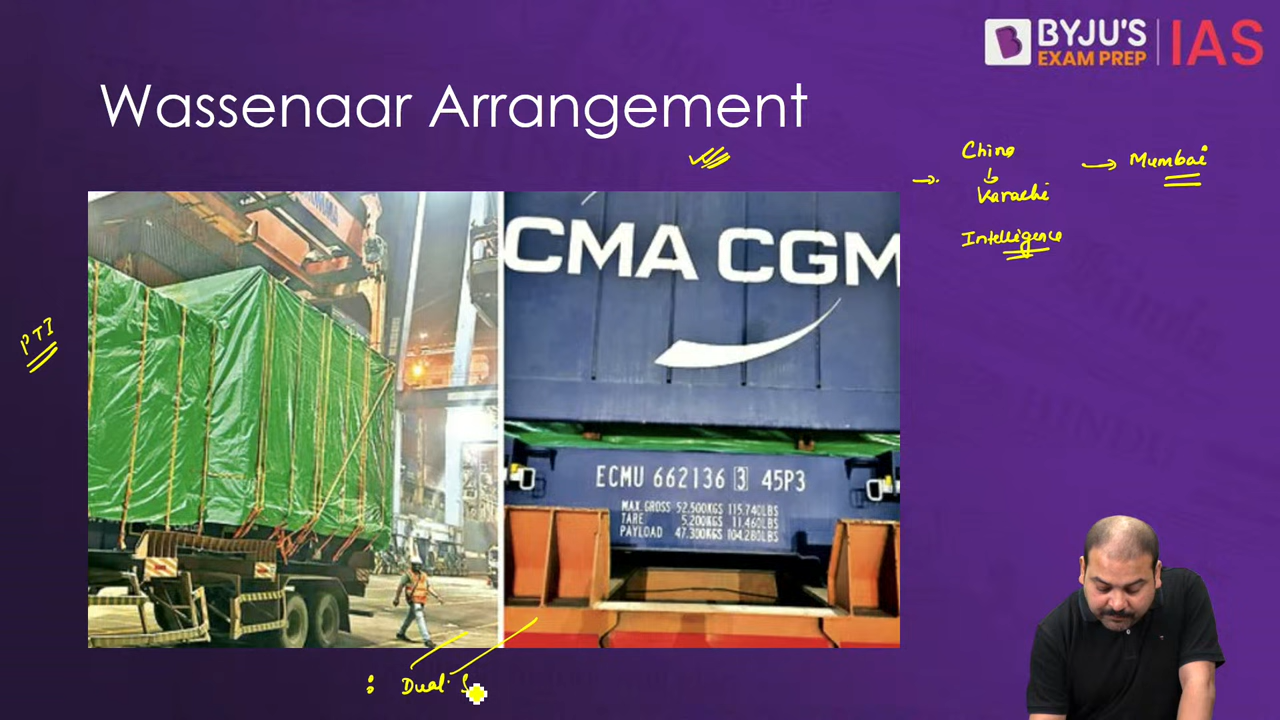 BYJU'S
EXAM PREP
IAS
Wassenaar Arrangement
China
Karachi
Mumbai
Intelligence
PTI
CMA CGM
ECMU 662136 3 45P3
MAX GROSS 52.500KGS 115.740LBS
TARE 5.200KGS 11.460LBS
PAYLOAD 47.300KGS 104.280LBS
: Dual.